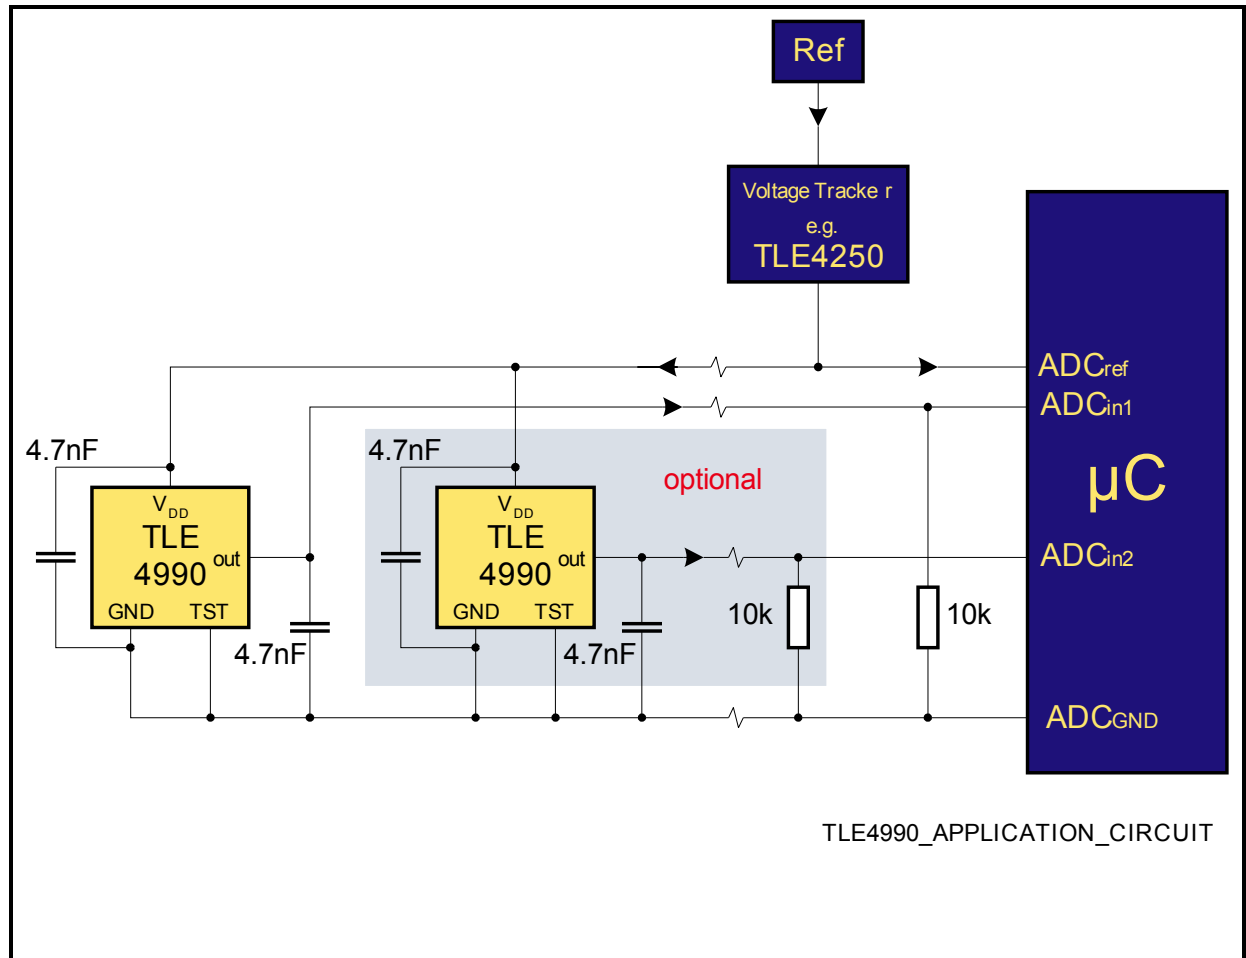 Ref
Voltage Tracke r
e.g.
TLE4250
ADCref
ADCin1
4.7nF
4.7nF
optional
µC
VDD
TLE
4990
out
GND
TST
4.7nF
VDD
TLE
4990
out
GND
TST
4.7nF
10k
10k
ADCin2
ADCGND
TLE4990_APPLICATION_CIRCUIT